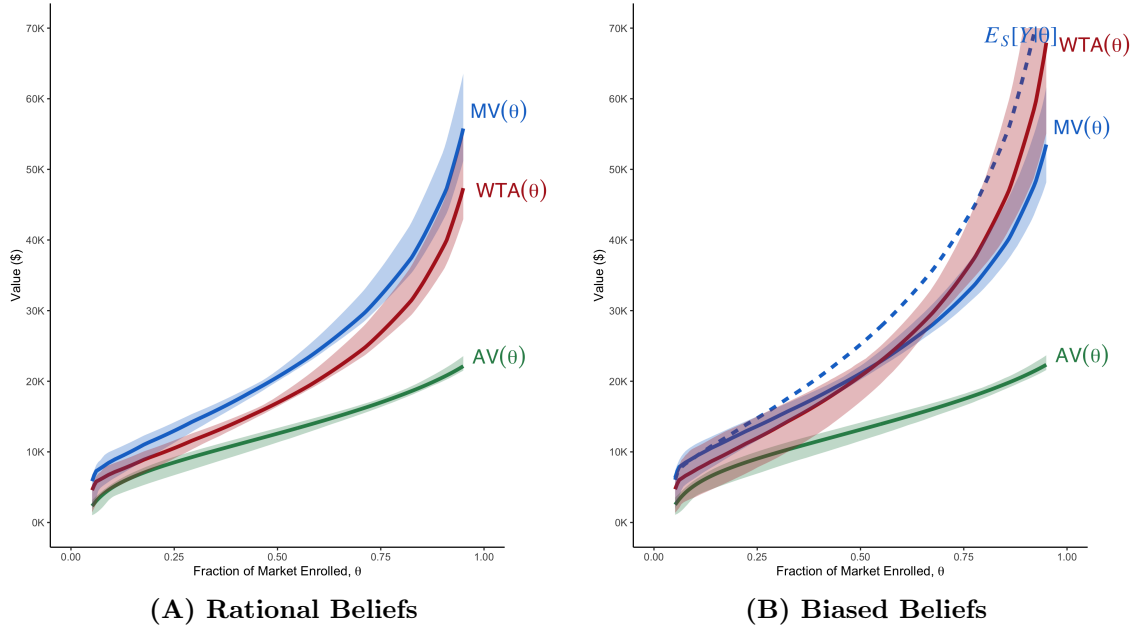 70K
60K
50K
40K
30K
20K
10K
0K
Value ($)
MV(θ)
WTA(θ)
AV(θ)
0.00 0.25 0.50 0.75 1.00
Fraction of Market Enrolled, θ
(A) Rational Beliefs
70K
60K
50K
40K
30K
20K
10K
0K
Value ($)
E_S[Y|θ]
WTA(θ)
MV(θ)
AV(θ)
0.00 0.25 0.50 0.75 1.00
Fraction of Market Enrolled, θ
(B) Biased Beliefs